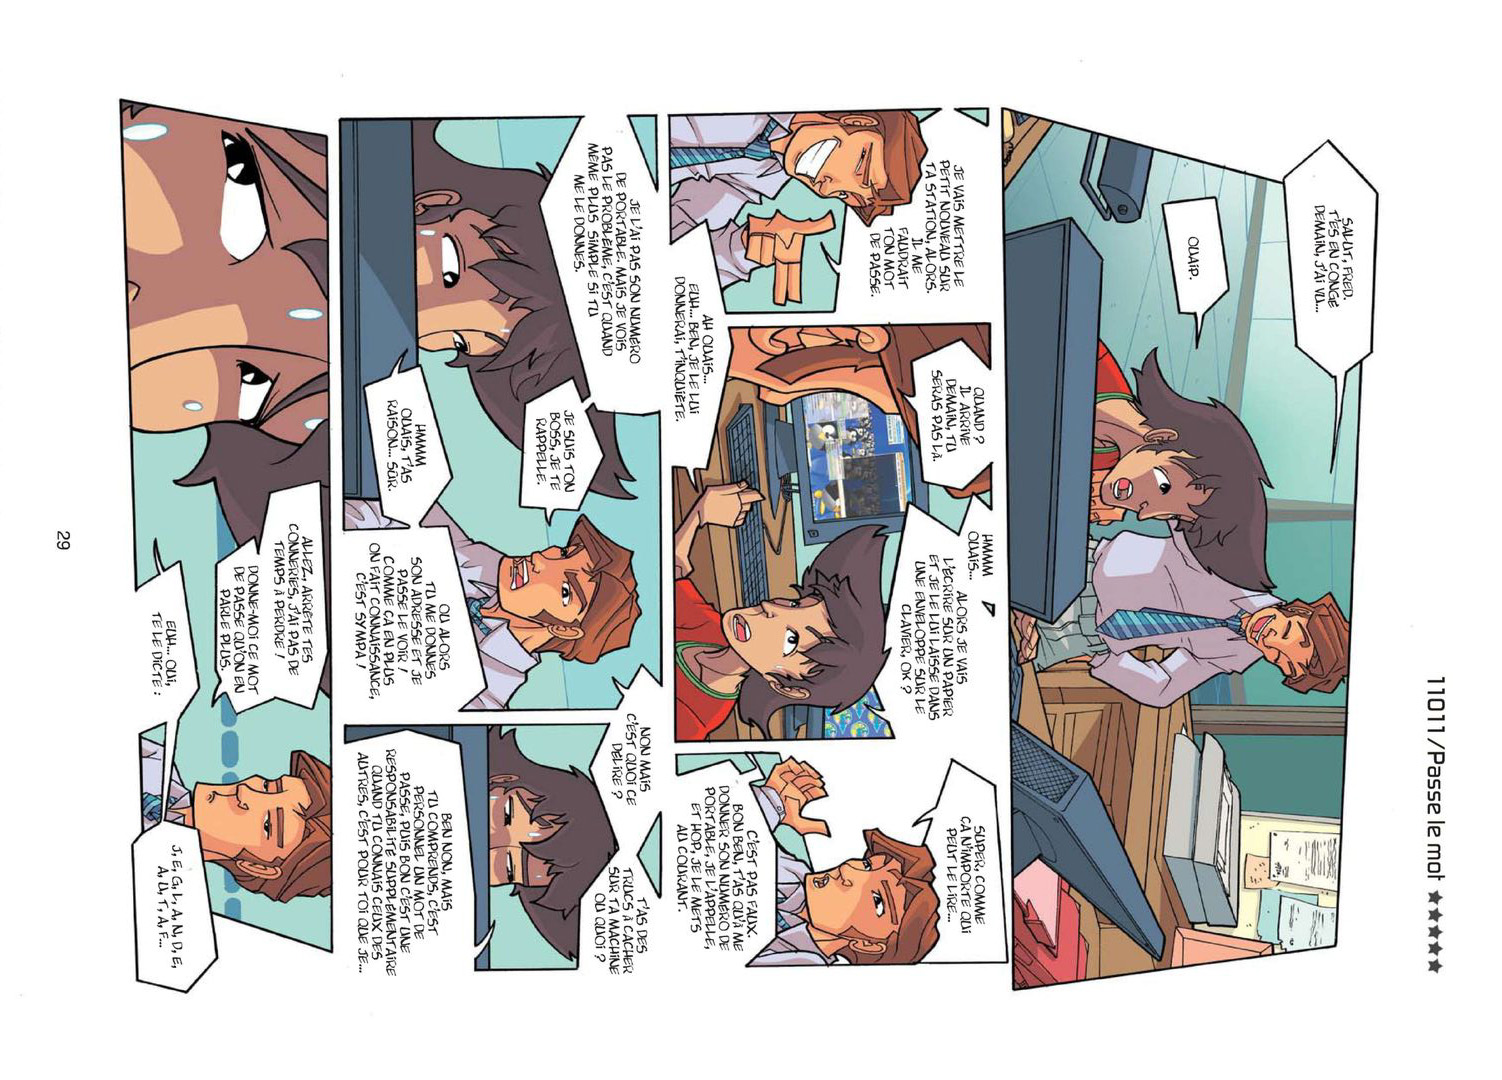 11011/Passe le mot ★★★★★★
SALUT, FRED.
T'ES EN CONGE
DEMAIN, J'AI VU...
OUAIP.
JE VAIS METTRE LE
PETIT NOUVEAU SUR
TA STATION, ALORS.
IL ME
FAUDRAIT
TON MOT
DE PASSE.
AH OUAIS...
EUH... BEN, JE LE LUI
DONNERAI, T'INQUIÈTE.
QUAND ?
IL ARRIVE
DEMAIN, TU
SERAS PAS LÀ.
HMMM
OUAIS...
ALORS JE VAIS
L'ÉCRIRE SUR UN PAPIER
ET JE LE LUI LAISSE DANS
UNE ENVELOPPE SUR LE
CLAVIER, OK ?
SUPER, COMME
ÇA N'IMPORTE QUI
PEUT LE LIRE...
C'EST PAS FAUX.
BON BEN, T'AS QU'À ME
DONNER SON NUMÉRO DE
PORTABLE, JE L'APPELLE,
ET HOP, JE LE METS
AU COURANT.
JE L'AI PAS SON NUMÉRO
DE PORTABLE. MAIS JE VOIS
PAS LE PROBLÈME, C'EST QUAND
MÊME PLUS SIMPLE SI TU
ME LE DONNES.
JE SUIS TON
BOSS, JE TE
RAPPELLE.
HMMM
OUAIS, T'AS
RAISON... SÛR.
OU ALORS
TU ME DONNES
SON ADRESSE ET JE
PASSE LE VOIR !
COMME ÇA EN PLUS
ON FAIT CONNAISSANCE,
C'EST SYMPA !
NON MAIS
C'EST QUOI CE
DÉLIRE ?
T'AS DES
TRUCS À CACHER
SUR TA MACHINE
OU QUOI ?
BEN NON, MAIS
TU COMPRENDS, C'EST
PERSONNEL UN MOT DE
PASSE, PUIS BON C'EST UNE
RESPONSABILITÉ SUPPLÉMENTAIRE
QUAND TU CONNAIS CEUX DES
AUTRES, C'EST POUR TOI QUE JE...
ALLEZ, ARRÊTE TES
CONNERIES, J'AI PAS DE
TEMPS À PERDRE !
DONNE-MOI CE MOT
DE PASSE QU'ON EN
PARLE PLUS.
EUH... OUI,
TE LE DICTE :
J, E, G, L, A, N, D, E,
A, U, T, A, F...
29